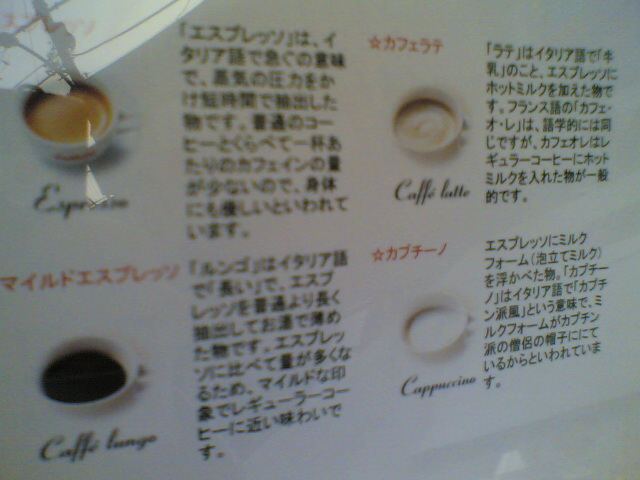 エスプレッソ
「エスプレッソ」は、イ
タリア語で急ぐの意味
で、蒸気の圧力をか
け短時間で抽出した
物です。普通のコー
ヒーとくらべて一杯あ
たりのカフェインの量
が少ないので、身体
にも優しいといわれて
います。
Espresso
☆カフェラテ
「ラテ」はイタリア語で「牛
乳」のこと、エスプレッソに
ホットミルクを加えた物で
す。フランス語の「カフェ・
オ・レ」は、語学的には同
じですが、カフェオレはレ
ギュラーコーヒーにホット
ミルクを入れた物が一般
的です。
Caffé latte
マイルドエスプレッソ
「ルンゴ」はイタリア語
で「長い」で、エスプ
レッソを普通より長く
抽出してお湯で薄め
た物です。エスプレッ
ソに比べて量が多くな
るため、マイルドな印
象でレギューラーコー
ヒーに近い味わいで
す。
Caffé lungo
☆カプチーノ
エスプレッソにミルク
フォーム(泡立てミルク)
を浮かべた物。「カプチー
ノ」はイタリア語で「カプチ
ン派風」という意味で、ミ
ルクフォームがカプチン
派の僧侶の帽子ににて
いるからといわれていま
す。
Cappuccino